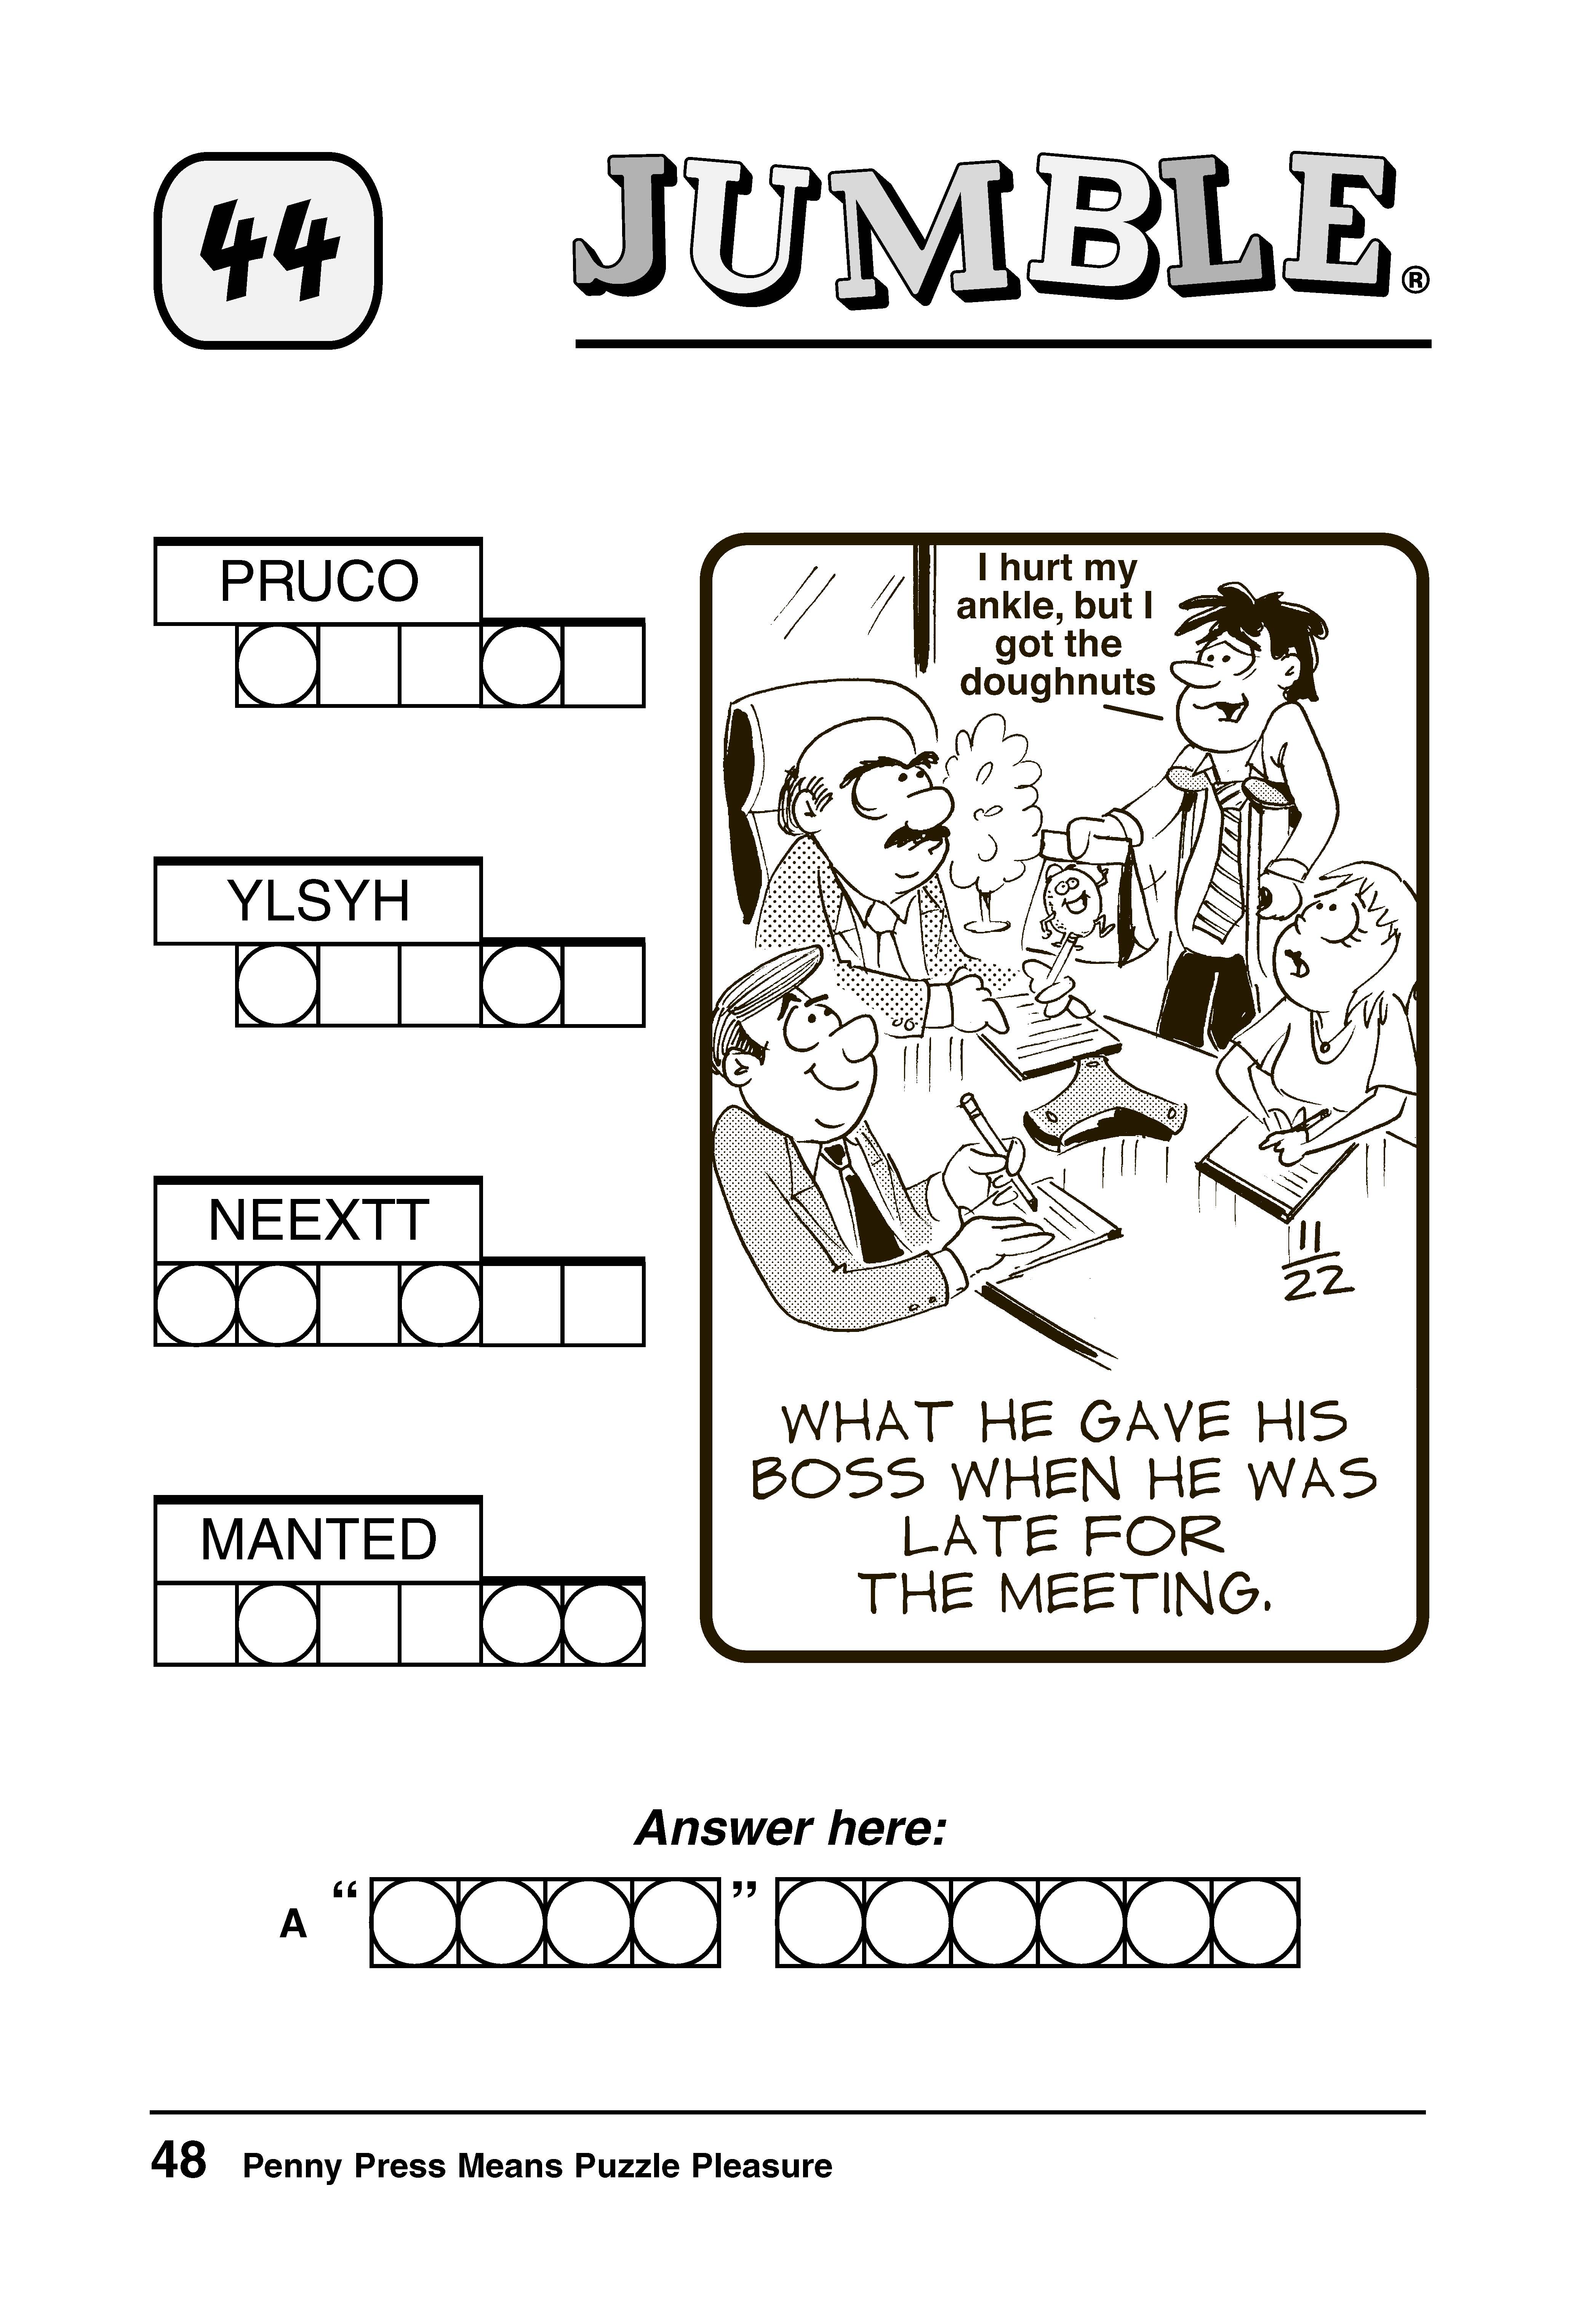 44
JUMBLE®
PRUCO
YLSYH
NEEXTT
MANTED
I hurt my
ankle, but I
got the
doughnuts
11
22
WHAT HE GAVE HIS
BOSS WHEN HE WAS
LATE FOR
THE MEETING.
Answer here:
A “ ”
48 Penny Press Means Puzzle Pleasure